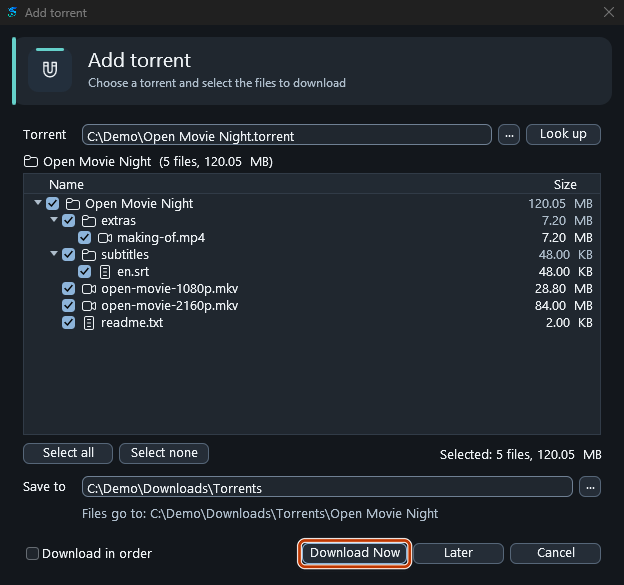 Add torrent
Add torrent
Choose a torrent and select the files to download
Torrent C:\Demo\Open Movie Night.torrent ... Look up
Open Movie Night (5 files, 120.05 MB)
Name Size
Open Movie Night 120.05 MB
extras 7.20 MB
making-of.mp4 7.20 MB
subtitles 48.00 KB
en.srt 48.00 KB
open-movie-1080p.mkv 28.80 MB
open-movie-2160p.mkv 84.00 MB
readme.txt 2.00 KB
Select all Select none Selected: 5 files, 120.05 MB
Save to C:\Demo\Downloads\Torrents ...
Files go to: C:\Demo\Downloads\Torrents\Open Movie Night
Download in order Download Now Later Cancel